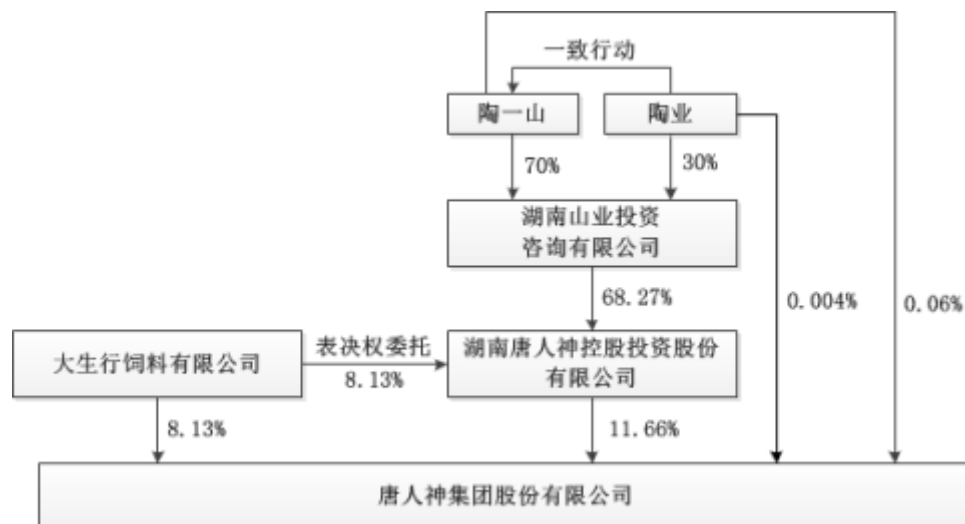 一致行动
陶一山
陶业
70%
30%
湖南山业投资
咨询有限公司
68.27%
0.004%
0.06%
大生行饲料有限公司
表决权委托
8.13%
湖南唐人神控股投资股份
有限公司
8.13%
11.66%
唐人神集团股份有限公司